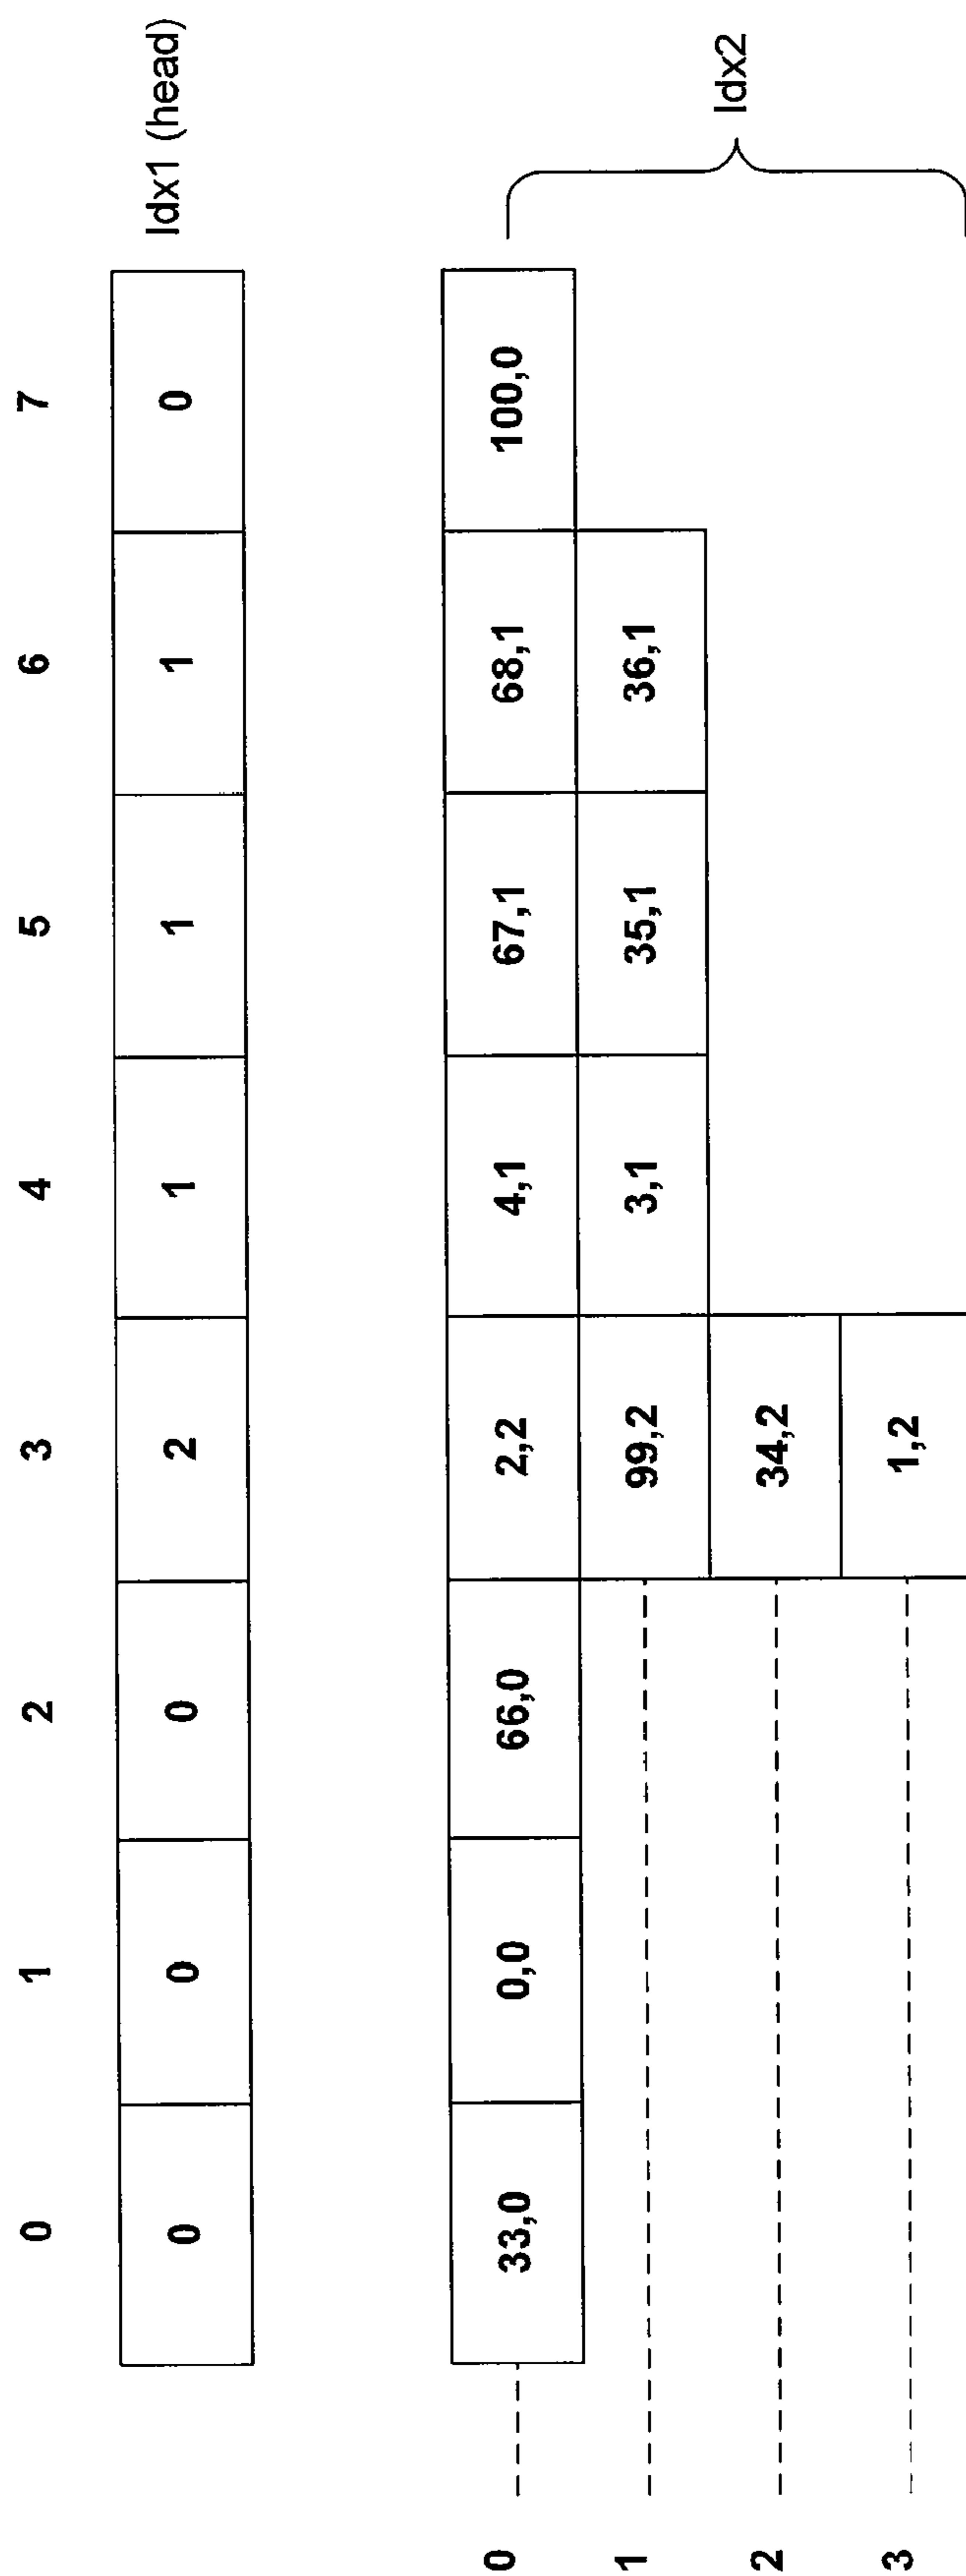 0 1 2 3 4 5 6 7
0 0 0 2 1 1 1 0 Idx1 (head)
0 33,0 0,0 66,0 2,2 4,1 67,1 68,1 100,0
1 99,2 3,1 35,1 36,1
Idx2
2 34,2
3 1,2